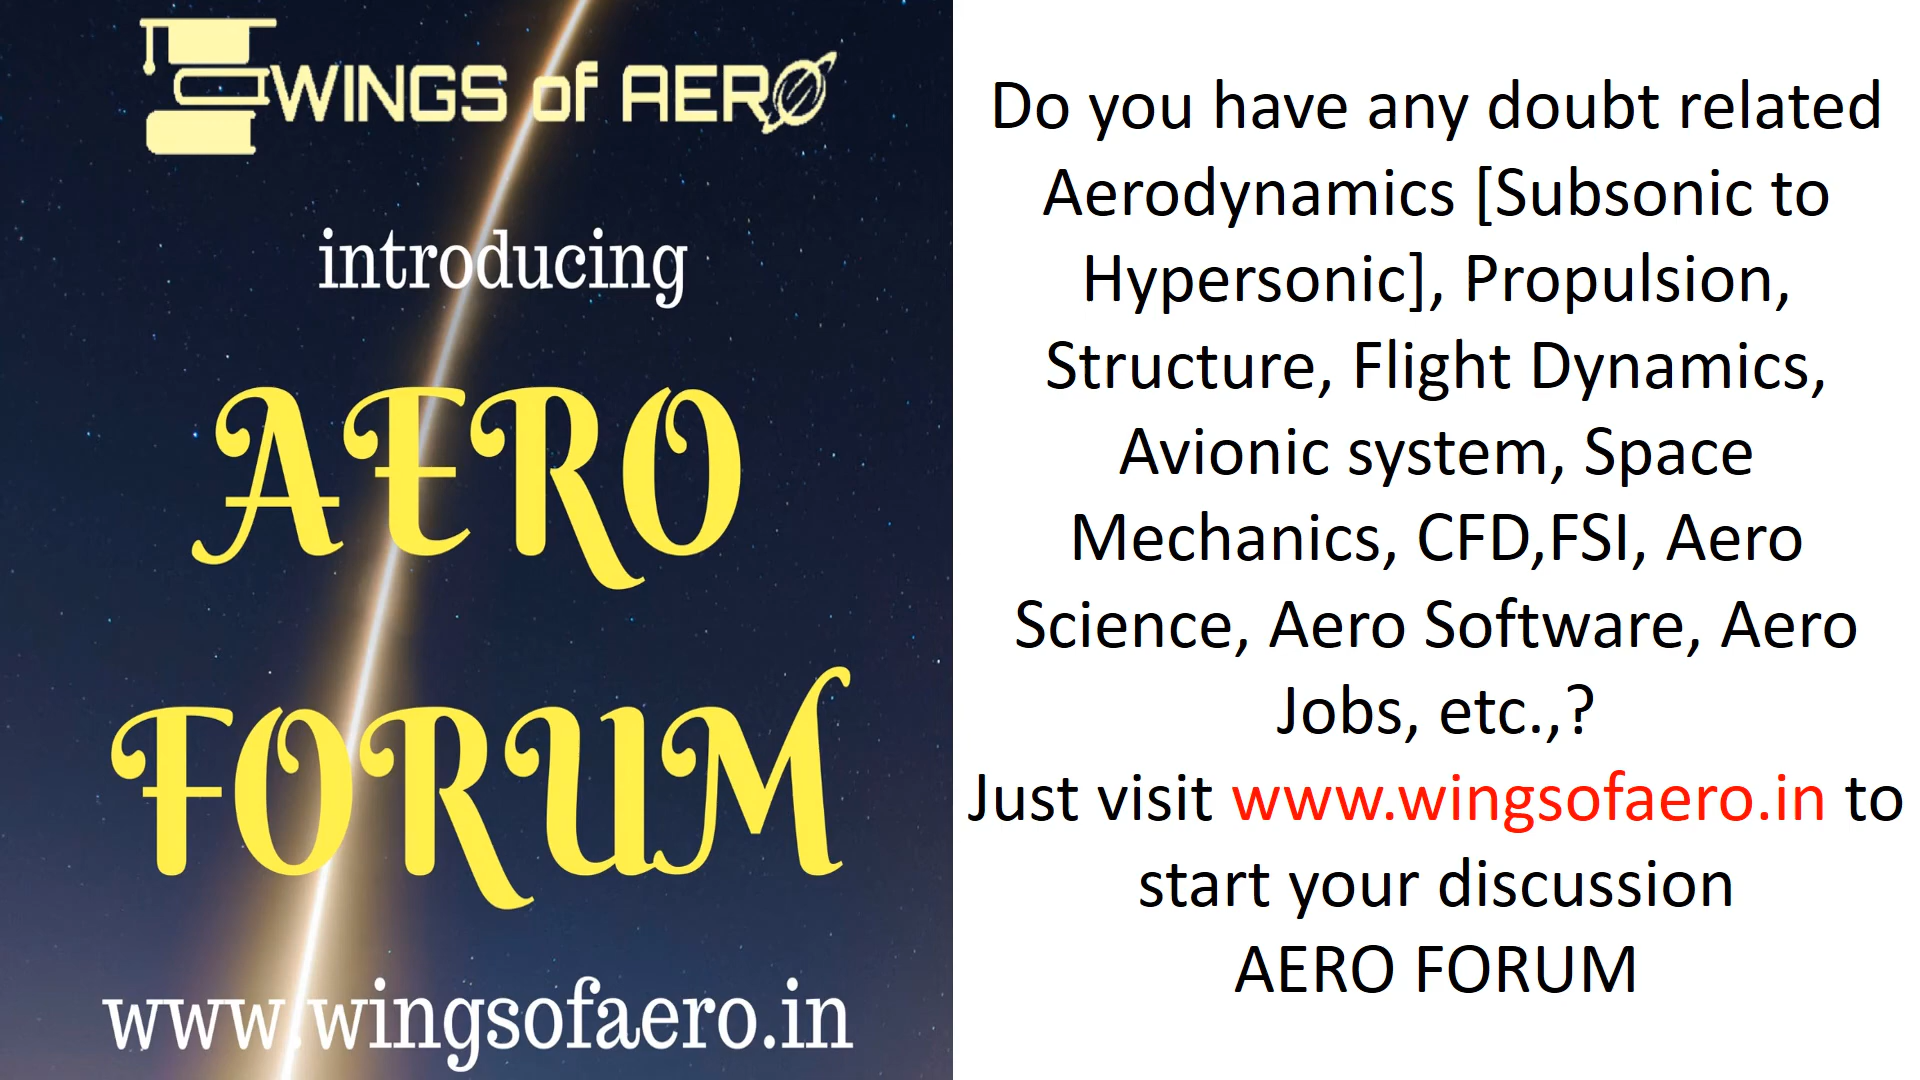 WINGS of AERO
introducing
AERO
FORUM
www.wingsofaero.in
Do you have any doubt related
Aerodynamics [Subsonic to
Hypersonic], Propulsion,
Structure, Flight Dynamics,
Avionic system, Space
Mechanics, CFD,FSI, Aero
Science, Aero Software, Aero
Jobs, etc.,?
Just visit www.wingsofaero.in to
start your discussion
AERO FORUM